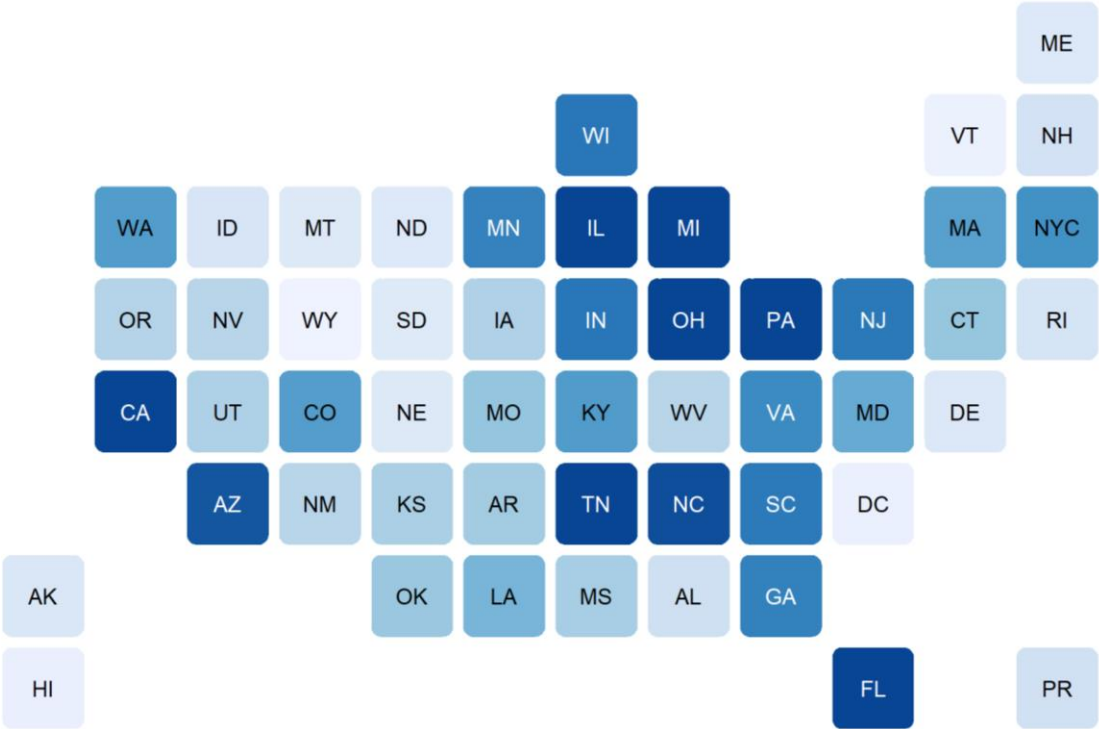 ME
WI VT NH
WA ID MT ND MN IL MI MA NYC
OR NV WY SD IA IN OH PA NJ CT RI
CA UT CO NE MO KY WV VA MD DE
AZ NM KS AR TN NC SC DC
AK OK LA MS AL GA
HI FL PR